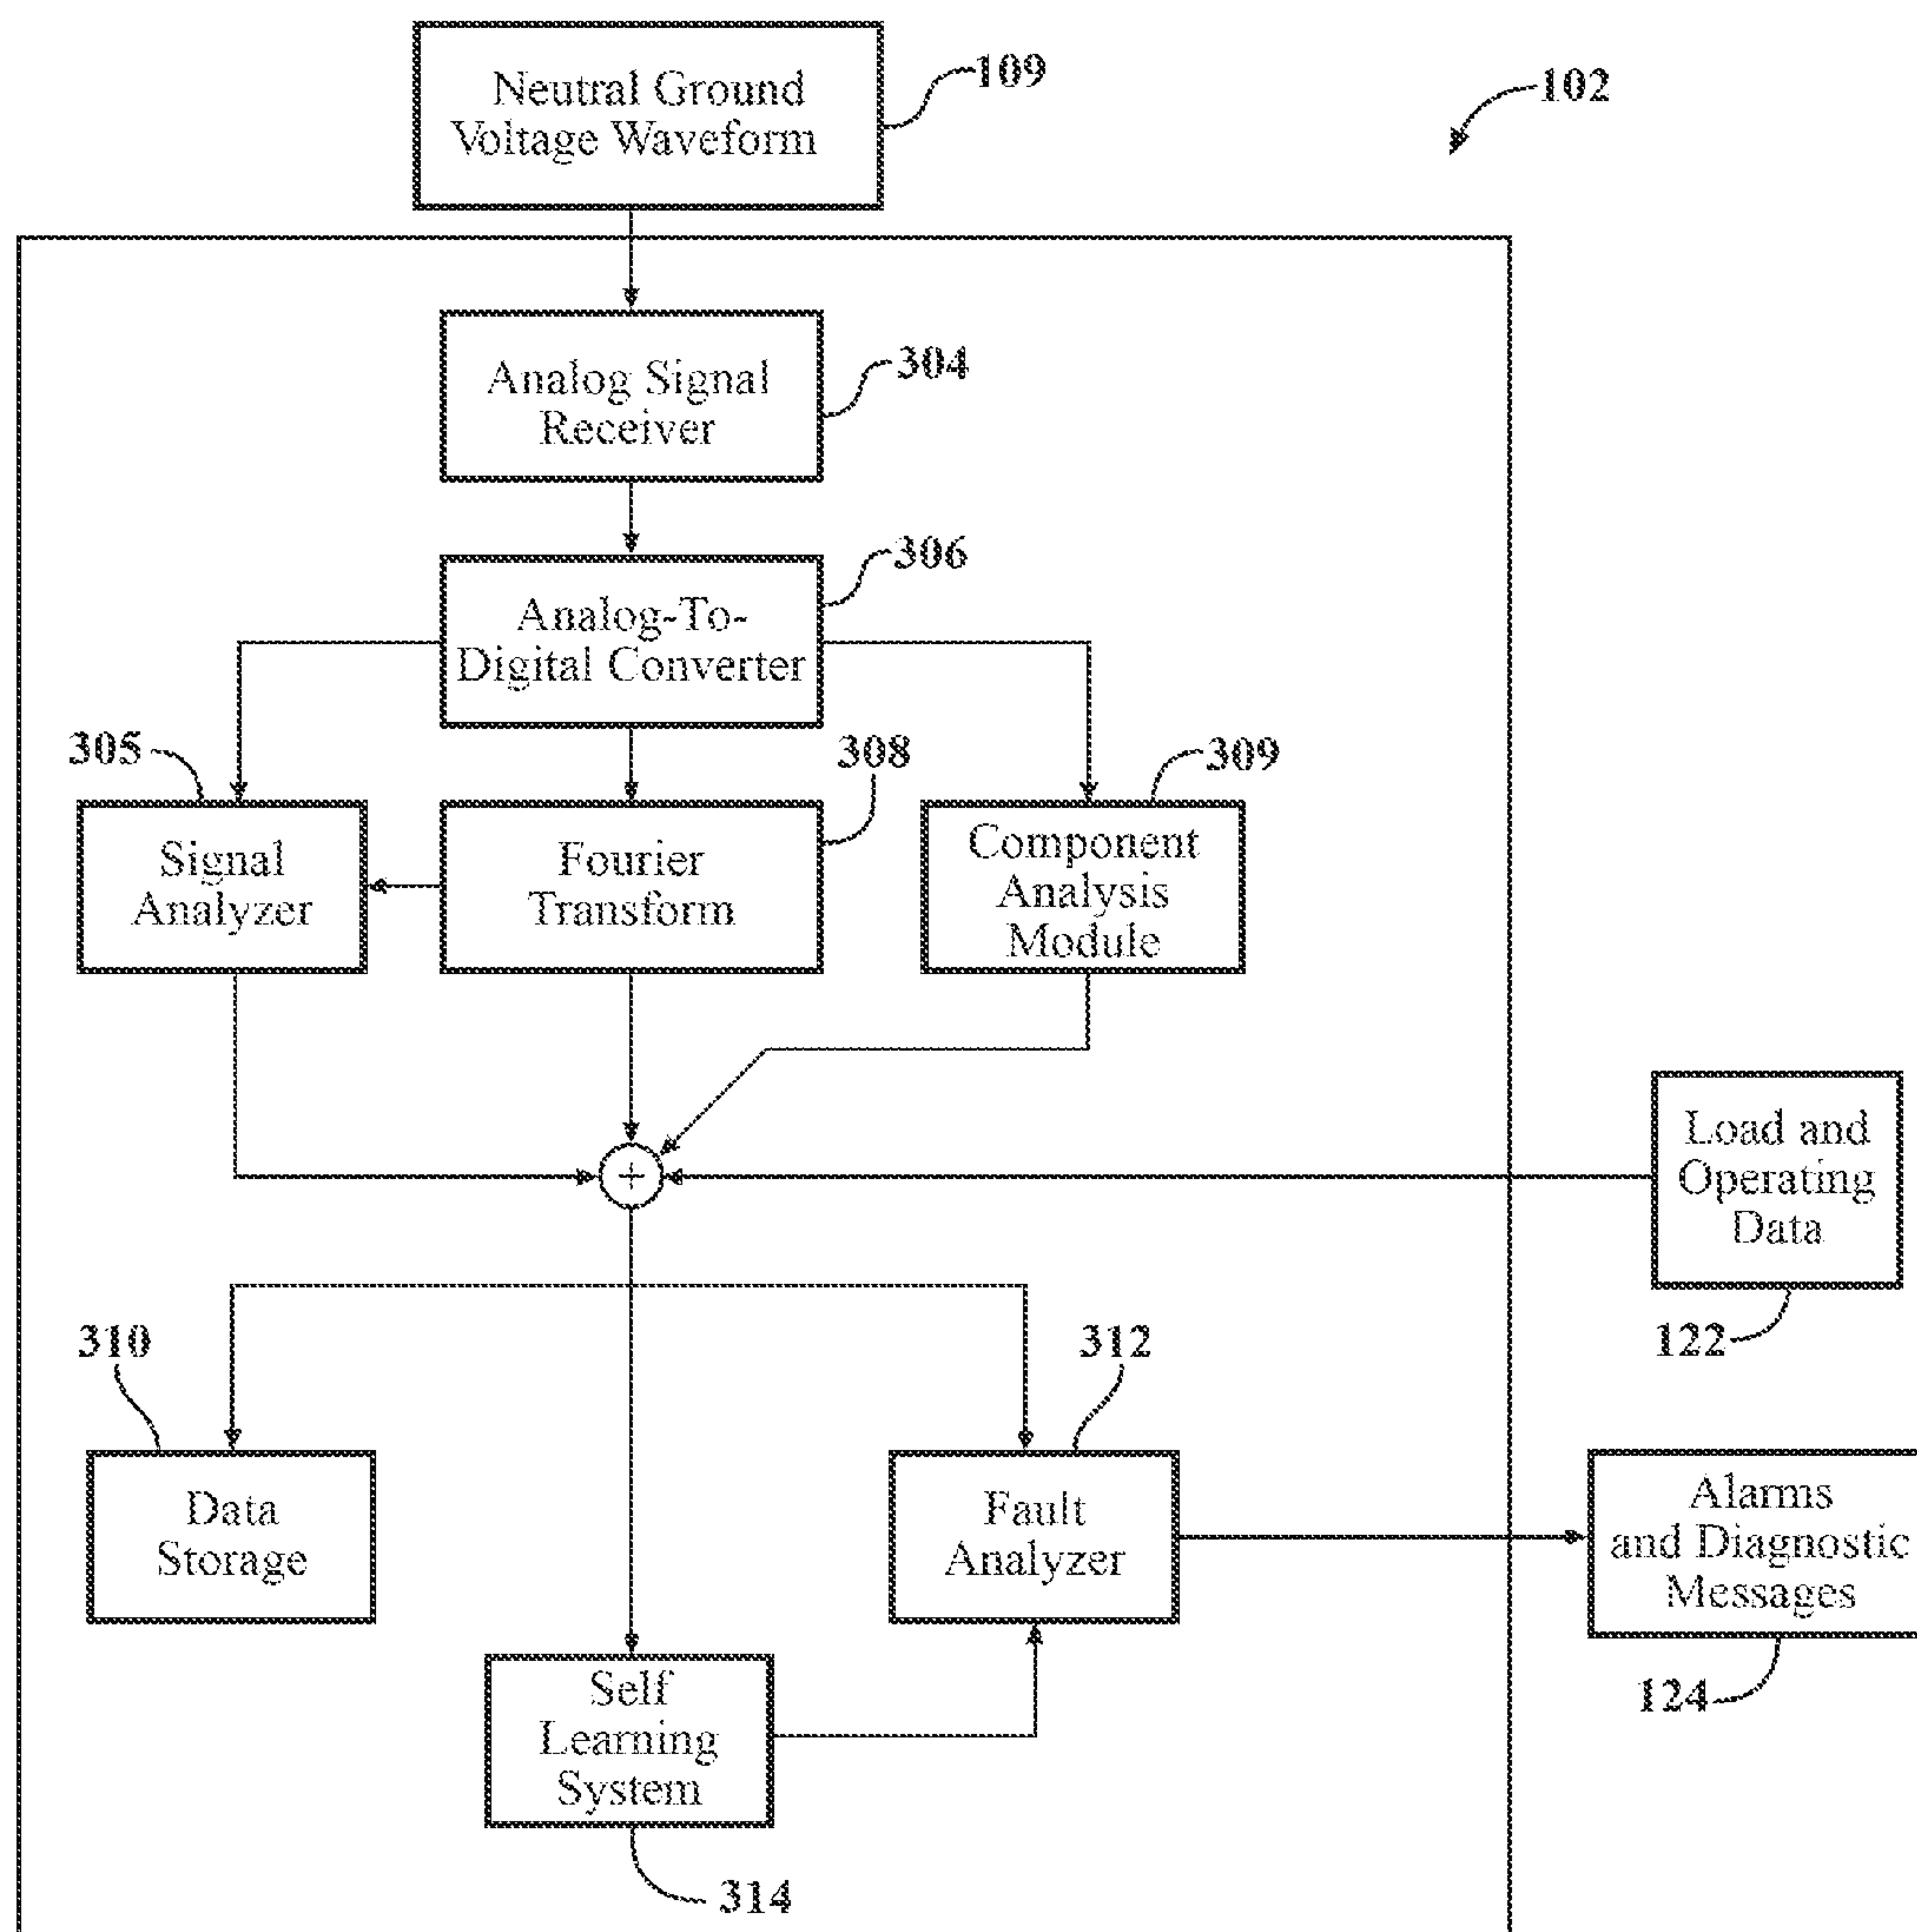 Neutral Ground
Voltage Waveform
109
102
Analog Signal
Receiver
304
306
Analog-To-
Digital Converter
305
308
309
Signal
Analyzer
Fourier
Transform
Component
Analysis
Module
+
Load and
Operating
Data
122
310
312
Data
Storage
Fault
Analyzer
Alarms
and Diagnostic
Messages
124
Self
Learning
System
314